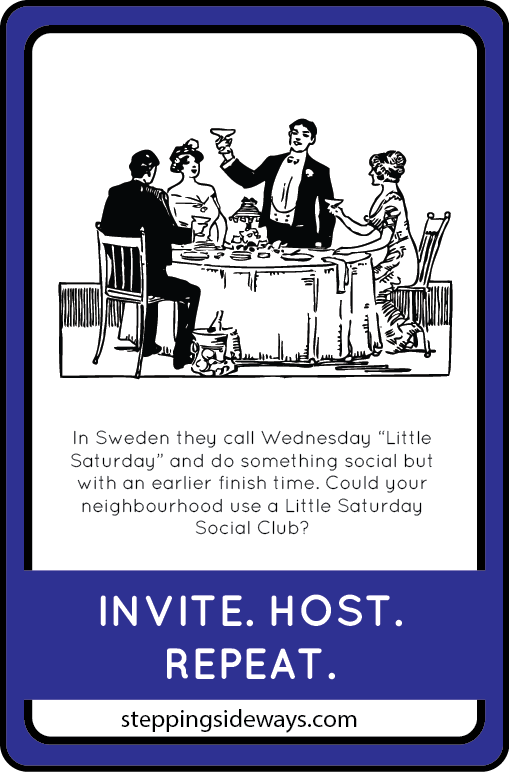 In Sweden they call Wednesday “Little
Saturday” and do something social but
with an earlier finish time. Could your
neighbourhood use a Little Saturday
Social Club?
INVITE. HOST.
REPEAT.
steppingsideways.com